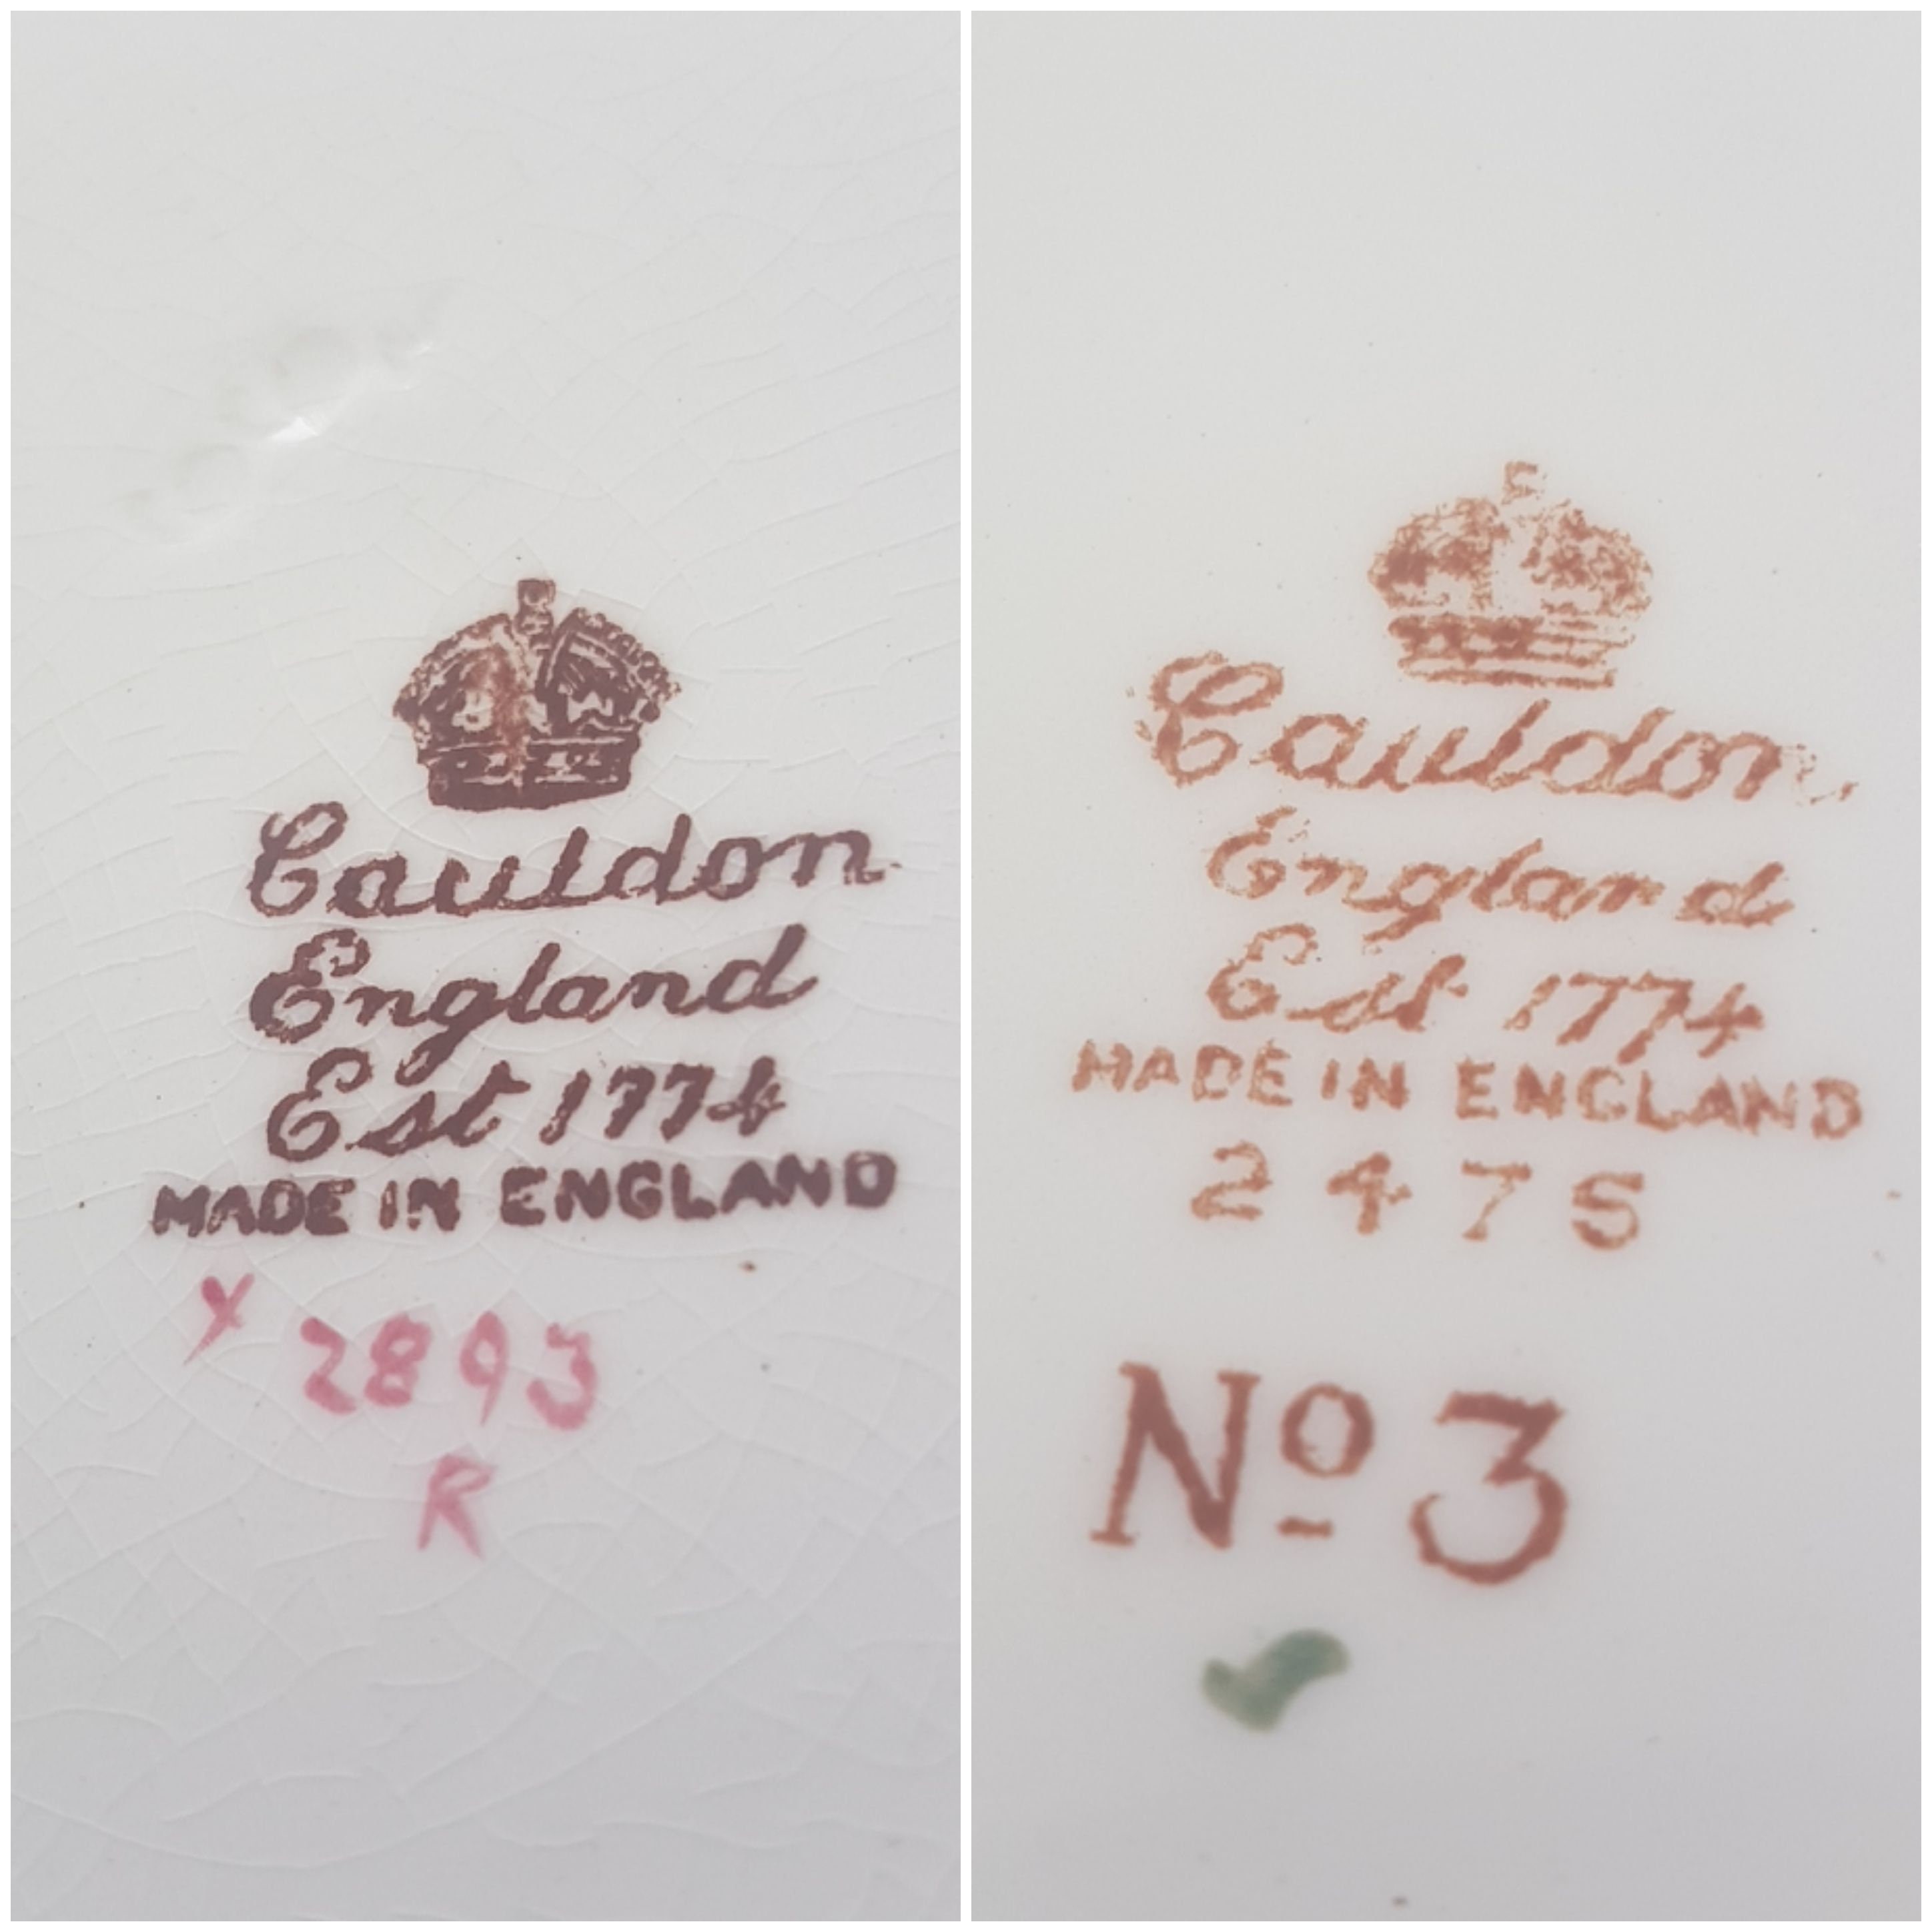 Cauldon
England
Est 1774
MADE IN ENGLAND
Y 2893
R
Cauldon
England
Est 1774
MADE IN ENGLAND
2475
No 3